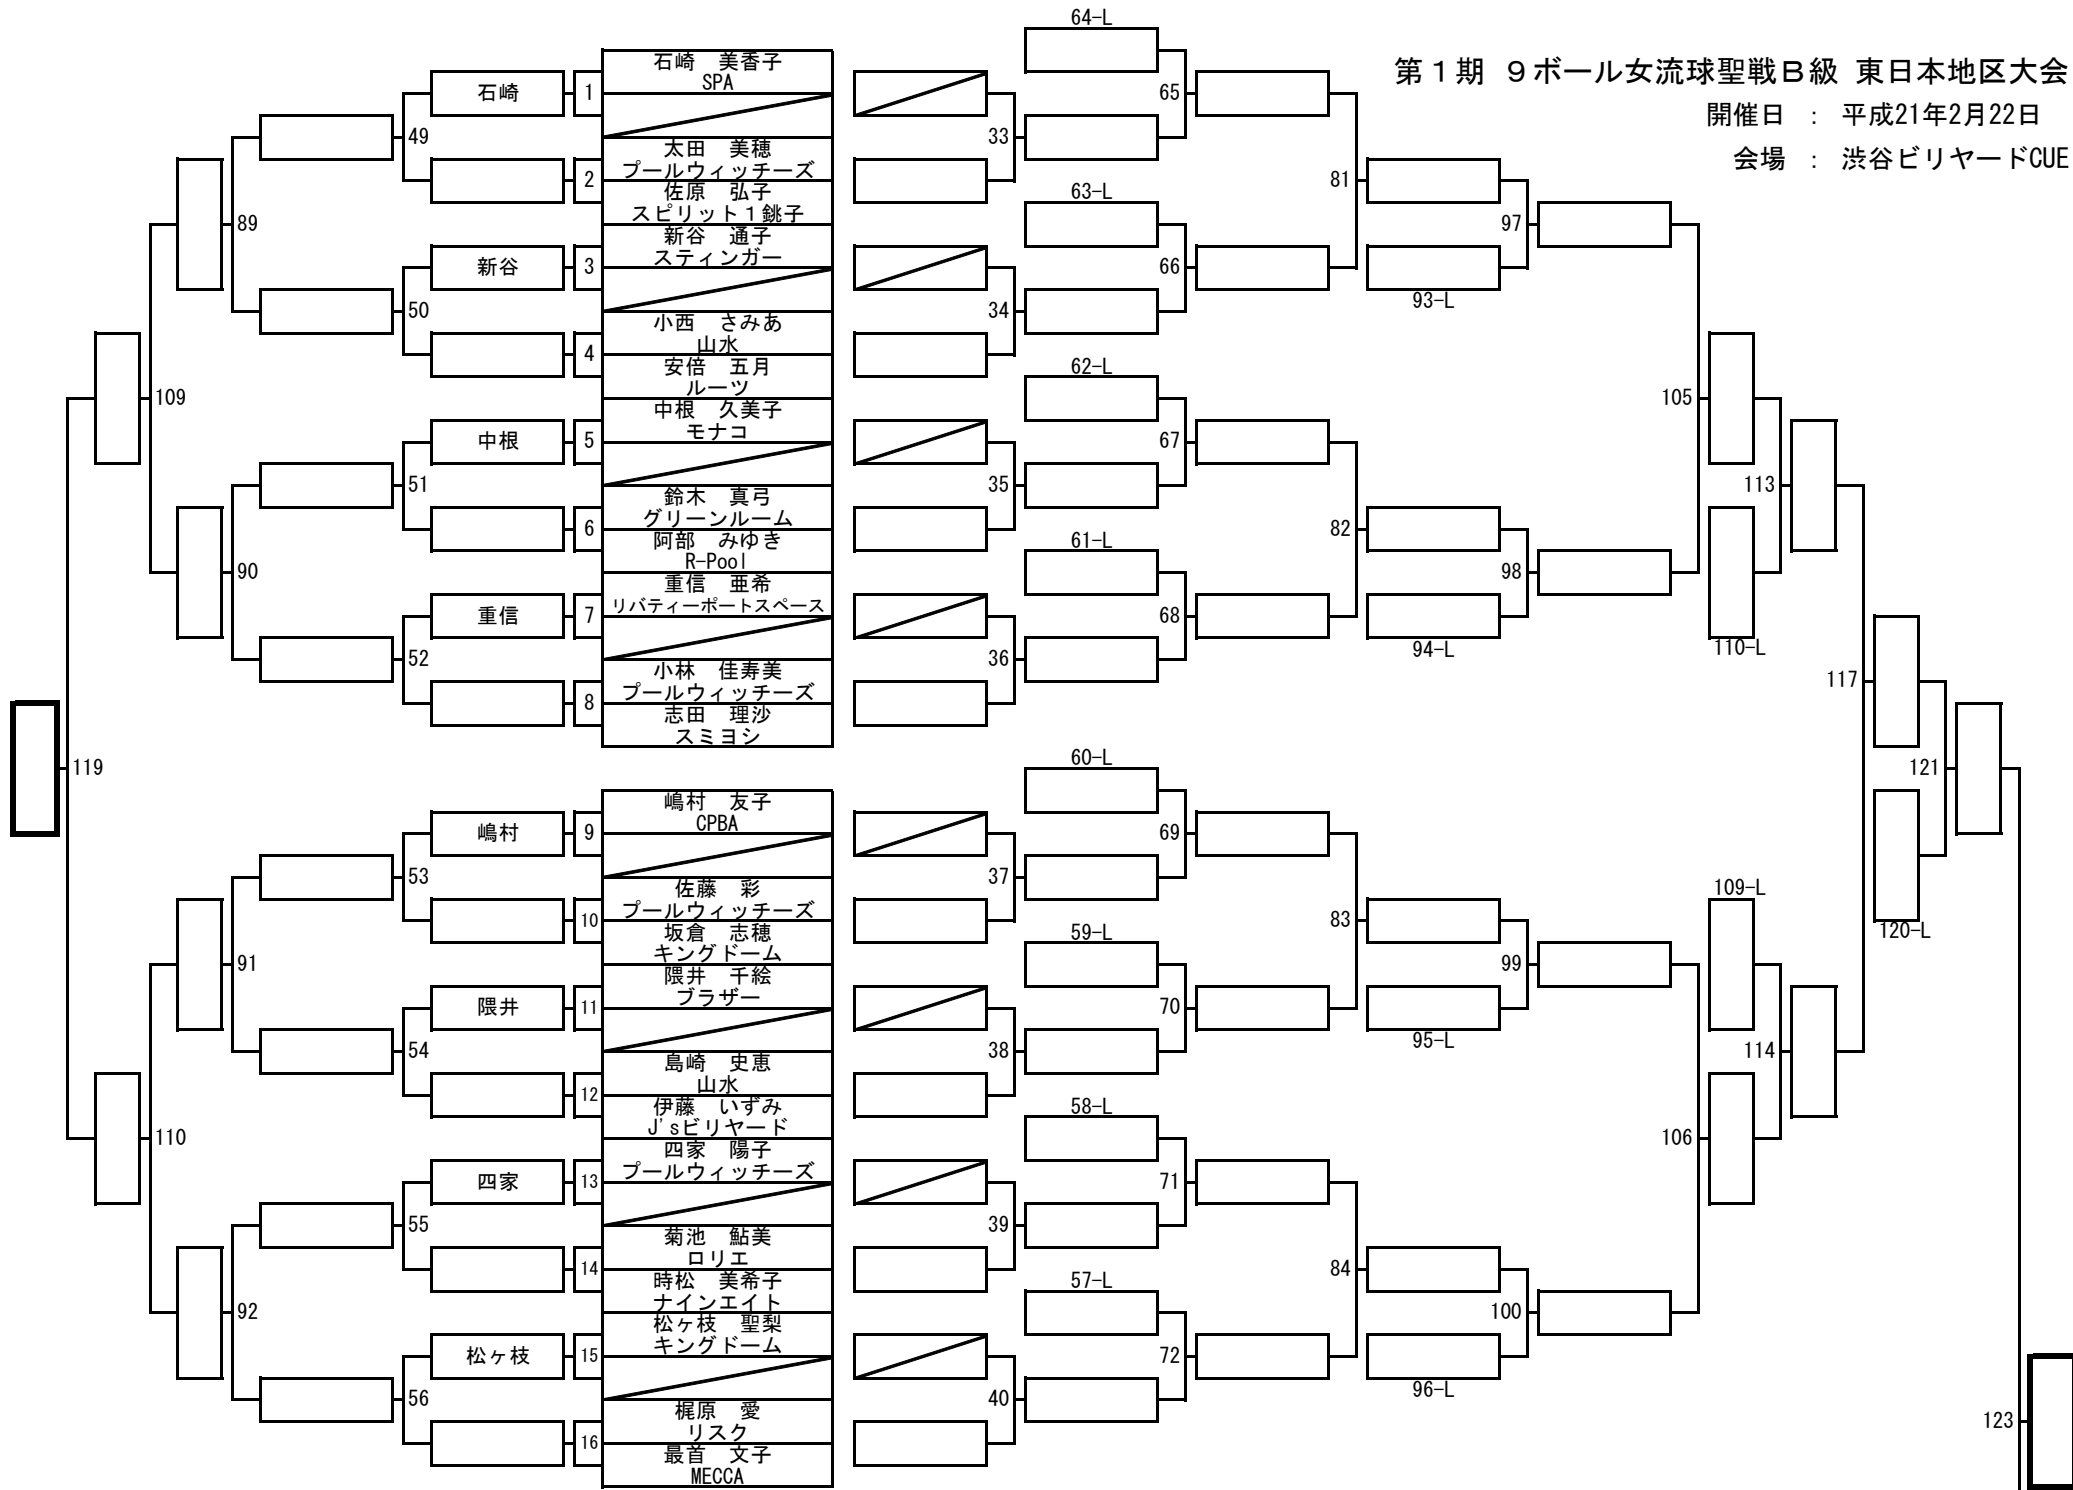 第１期 ９ボール女流球聖戦Ｂ級 東日本地区大会
開催日 ： 平成21年2月22日
会場 ： 渋谷ビリヤードCUE
石崎 美香子
SPA
太田 美穂
プールウィッチーズ
佐原 弘子
スピリット１銚子
新谷 通子
スティンガー
小西 さみあ
山水
安倍 五月
ルーツ
中根 久美子
モナコ
鈴木 真弓
グリーンルーム
阿部 みゆき
R-Pool
重信 亜希
リバティーポートスペース
小林 佳寿美
プールウィッチーズ
志田 理沙
スミヨシ
嶋村 友子
CPBA
佐藤 彩
プールウィッチーズ
坂倉 志穂
キングドーム
隈井 千絵
ブラザー
島崎 史恵
山水
伊藤 いずみ
J'sビリヤード
四家 陽子
プールウィッチーズ
菊池 鮎美
ロリエ
時松 美希子
ナインエイト
松ヶ枝 聖梨
キングドーム
梶原 愛
リスク
最首 文子
MECCA
石崎
新谷
中根
重信
嶋村
隈井
四家
松ヶ枝
1
2
3
4
5
6
7
8
9
10
11
12
13
14
15
16
49
50
51
52
53
54
55
56
89
90
91
92
109
110
119
33
34
35
36
37
38
39
40
64-L
63-L
62-L
61-L
60-L
59-L
58-L
57-L
65
66
67
68
69
70
71
72
81
82
83
84
93-L
94-L
95-L
96-L
97
98
99
100
105
106
110-L
109-L
113
114
117
120-L
121
123